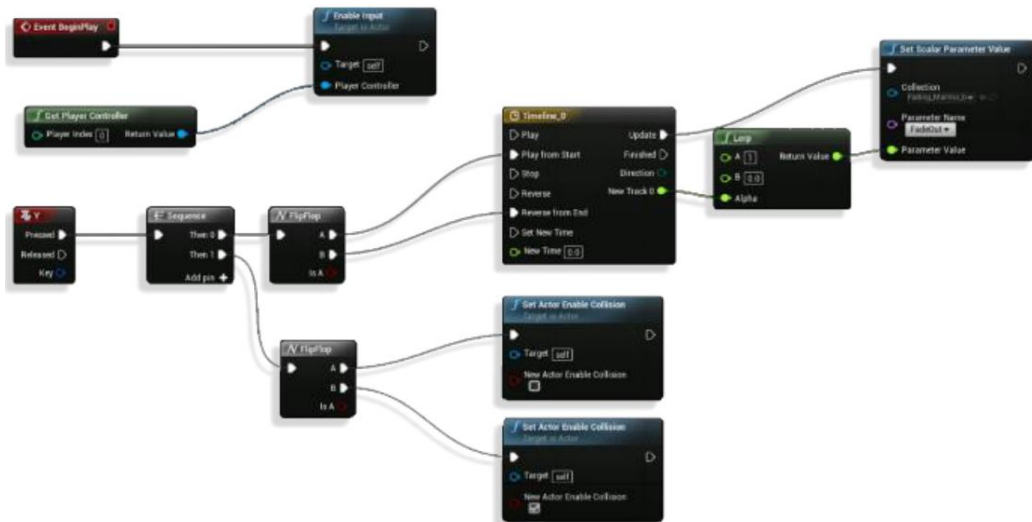 Event BeginPlay
Enable Input
Target is Actor
Target self
Player Controller
Get Player Controller
Player Index 0 Return Value
Y
Pressed
Released
Key
Sequence
Then 0
Then 1
Add pin
FlipFlop
A
B
Is A
FlipFlop
A
B
Is A
Timeline_0
Play Update
Play from Start Finished
Stop Direction
Reverse New Track 0
Reverse from End
Set New Time
New Time 0.0
Lerp
A 1 Return Value
B 0.0
Alpha
Set Scalar Parameter Value
Collection
Parameter Name
FadeOut
Parameter Value
Set Actor Enable Collision
Target is Actor
Target self
New Actor Enable Collision
Set Actor Enable Collision
Target is Actor
Target self
New Actor Enable Collision